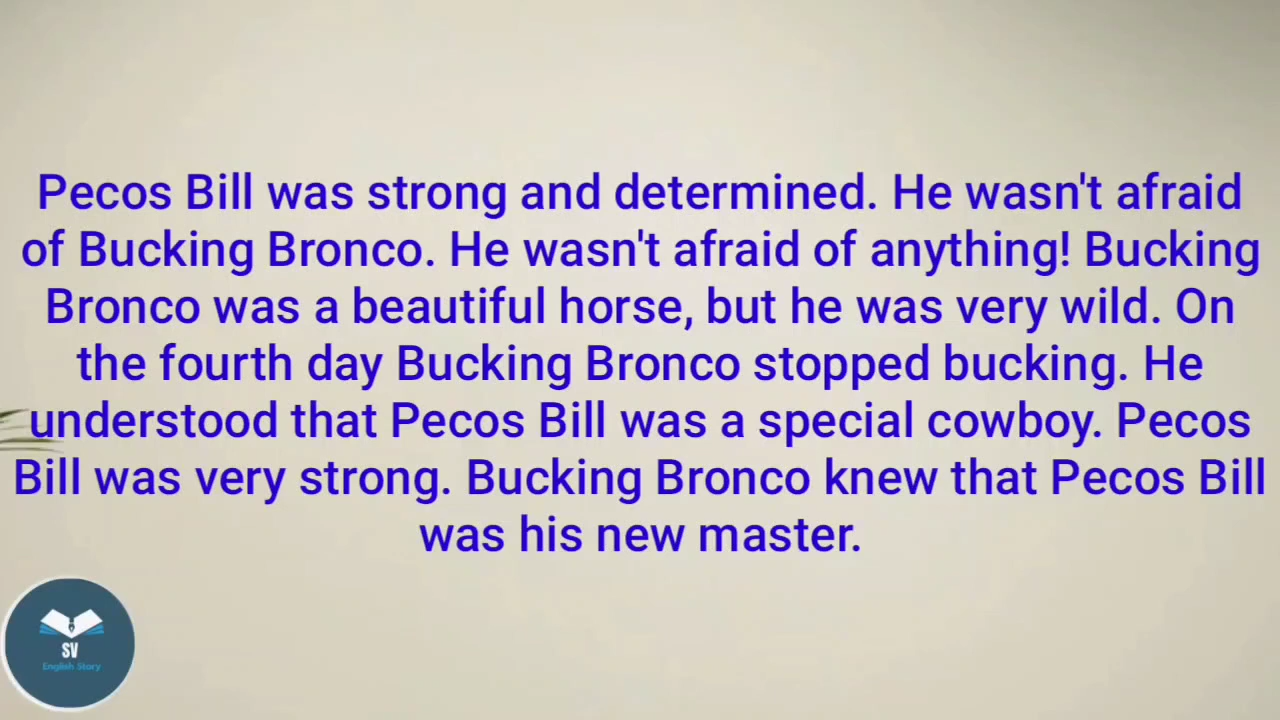 Pecos Bill was strong and determined. He wasn't afraid
of Bucking Bronco. He wasn't afraid of anything! Bucking
Bronco was a beautiful horse, but he was very wild. On
the fourth day Bucking Bronco stopped bucking. He
understood that Pecos Bill was a special cowboy. Pecos
Bill was very strong. Bucking Bronco knew that Pecos Bill
was his new master.
SV
English Story